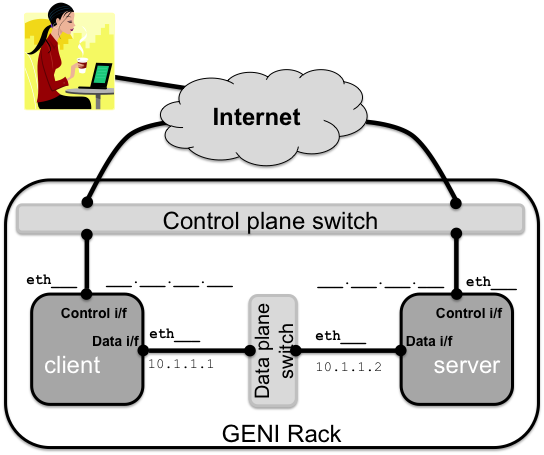 Internet
Control plane switch
eth___ ___.___.___.___
___.___.___.___ eth___
Control i/f
Control i/f
Data i/f
eth___
eth___
Data i/f
client
10.1.1.1
Data plane
switch
10.1.1.2
server
GENI Rack